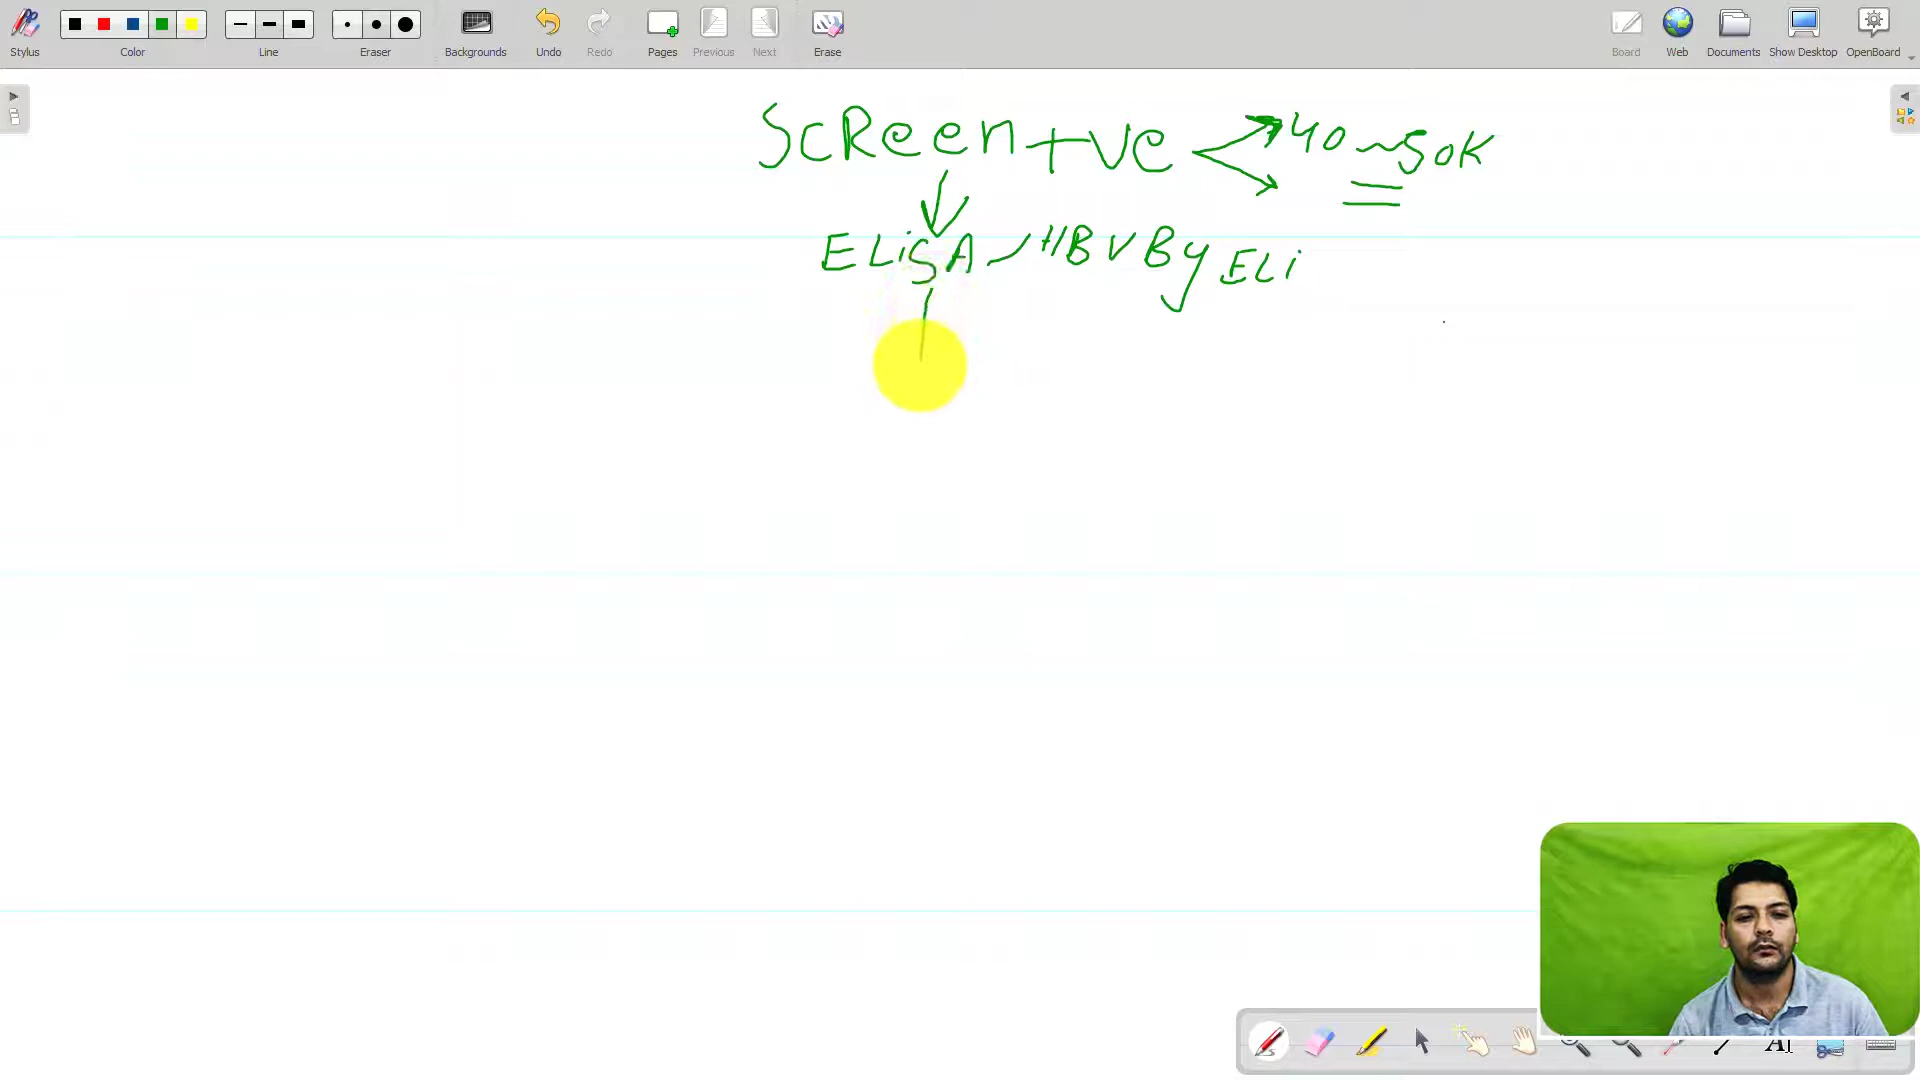 Stylus Color Line Eraser Backgrounds Undo Redo Pages Previous Next Erase Board Web Documents Show Desktop OpenBoard
ScReen +ve 40 ~ 50K
ELiSA HBV By ELi